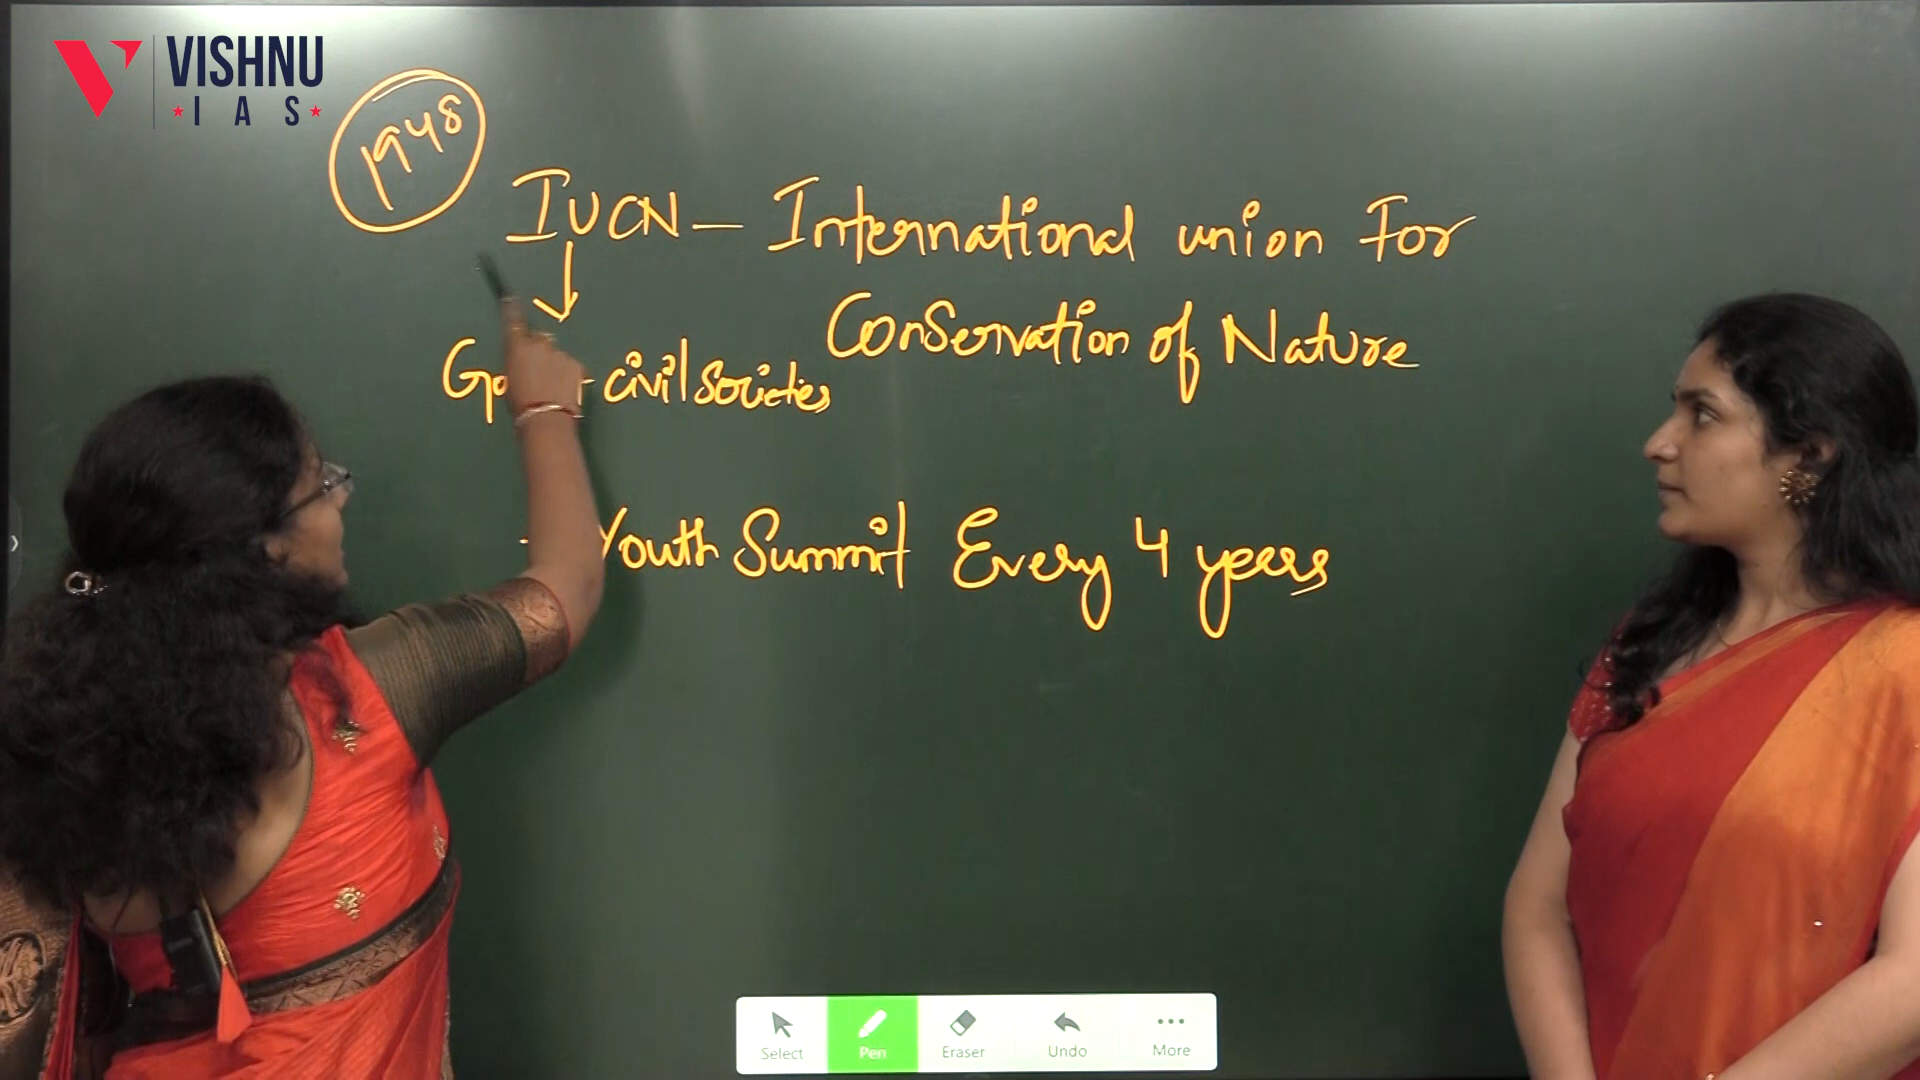 VISHNU
IAS
1948
IUCN - International union For
Conservation of Nature
civil Societies
Youth Summit Every 4 years
Select
Pen
Eraser
Undo
More